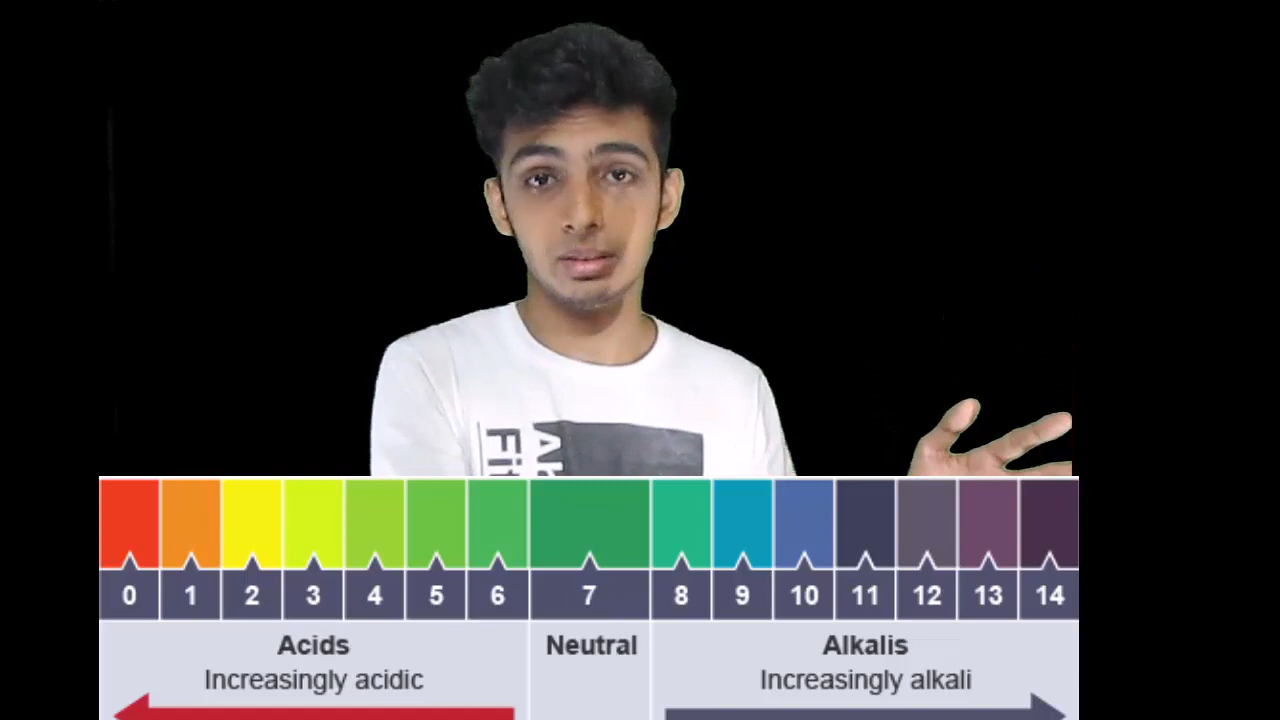 0 1 2 3 4 5 6 7 8 9 10 11 12 13 14
Acids Neutral Alkalis
Increasingly acidic Increasingly alkali